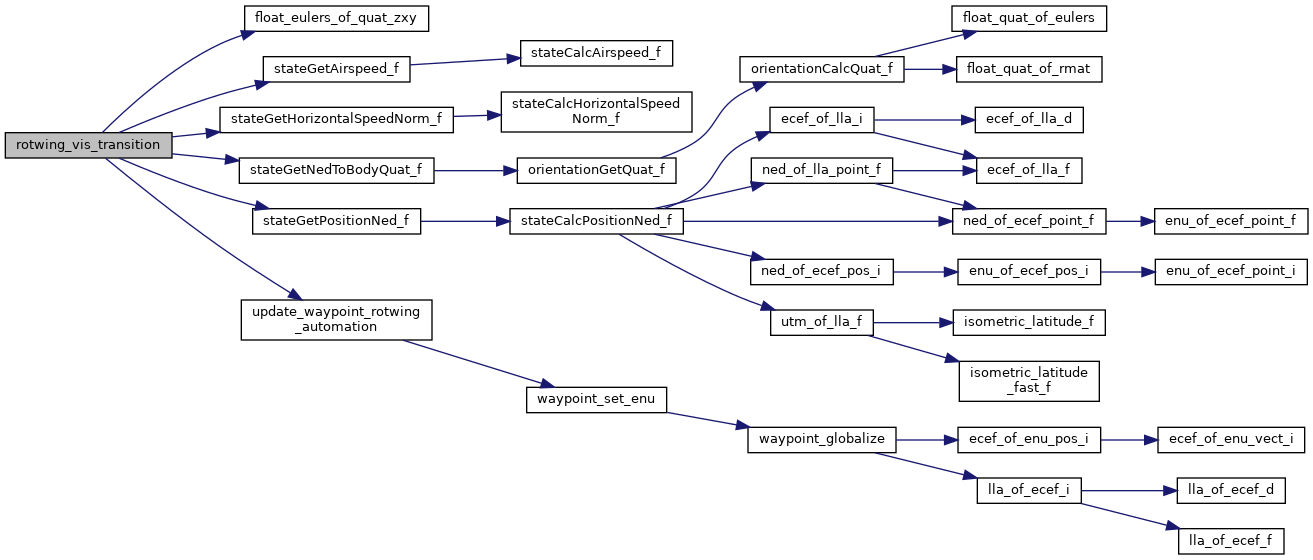 rotwing_vis_transition
float_eulers_of_quat_zxy
stateGetAirspeed_f
stateCalcAirspeed_f
stateGetHorizontalSpeedNorm_f
stateCalcHorizontalSpeed
Norm_f
stateGetNedToBodyQuat_f
orientationGetQuat_f
orientationCalcQuat_f
float_quat_of_eulers
float_quat_of_rmat
stateGetPositionNed_f
stateCalcPositionNed_f
ecef_of_lla_i
ecef_of_lla_d
ecef_of_lla_f
ned_of_lla_point_f
ned_of_ecef_point_f
enu_of_ecef_point_f
ned_of_ecef_pos_i
enu_of_ecef_pos_i
enu_of_ecef_point_i
utm_of_lla_f
isometric_latitude_f
isometric_latitude
_fast_f
update_waypoint_rotwing
_automation
waypoint_set_enu
waypoint_globalize
ecef_of_enu_pos_i
ecef_of_enu_vect_i
lla_of_ecef_i
lla_of_ecef_d
lla_of_ecef_f